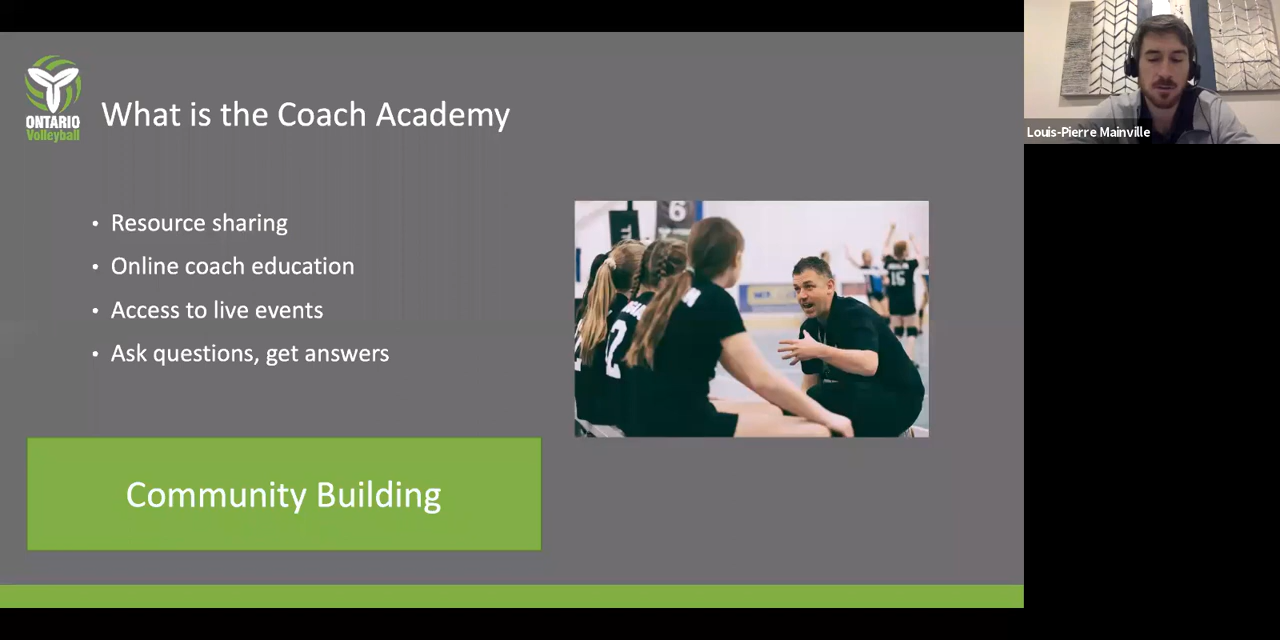 ONTARIO
Volleyball
What is the Coach Academy
• Resource sharing
• Online coach education
• Access to live events
• Ask questions, get answers
Community Building
6
2
15
Louis-Pierre Mainville